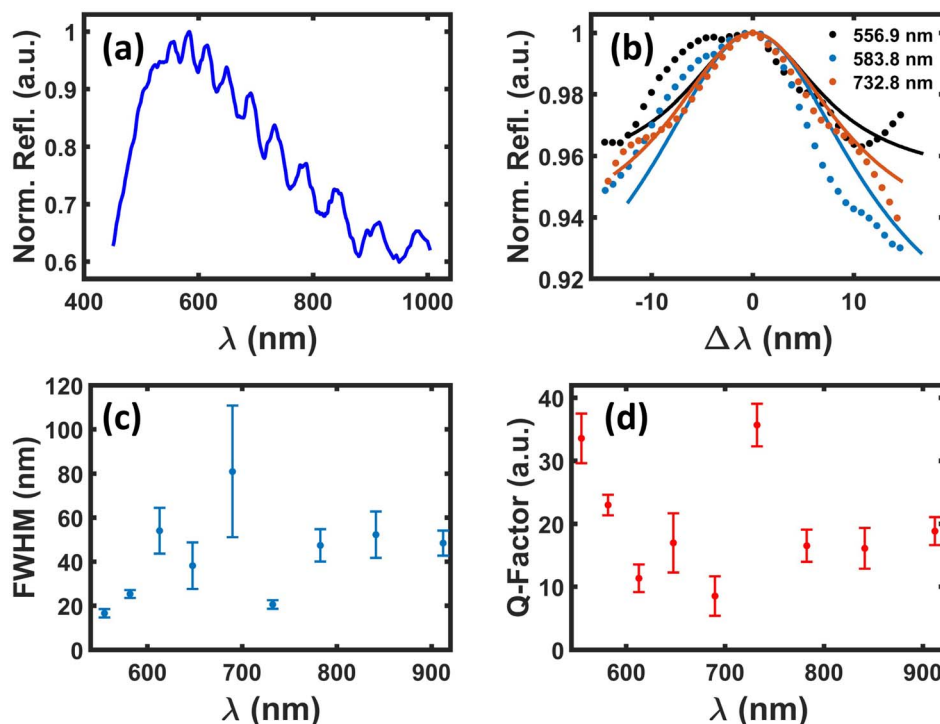 (a)
Norm. Refl. (a.u.)
1
0.9
0.8
0.7
0.6
400
600
800
1000
λ (nm)
(b)
556.9 nm
583.8 nm
732.8 nm
Norm. Refl. (a.u.)
1
0.98
0.96
0.94
0.92
-10
0
10
Δ λ (nm)
(c)
FWHM (nm)
120
100
80
60
40
20
0
600
700
800
900
λ (nm)
(d)
Q-Factor (a.u.)
40
30
20
10
0
600
700
800
900
λ (nm)